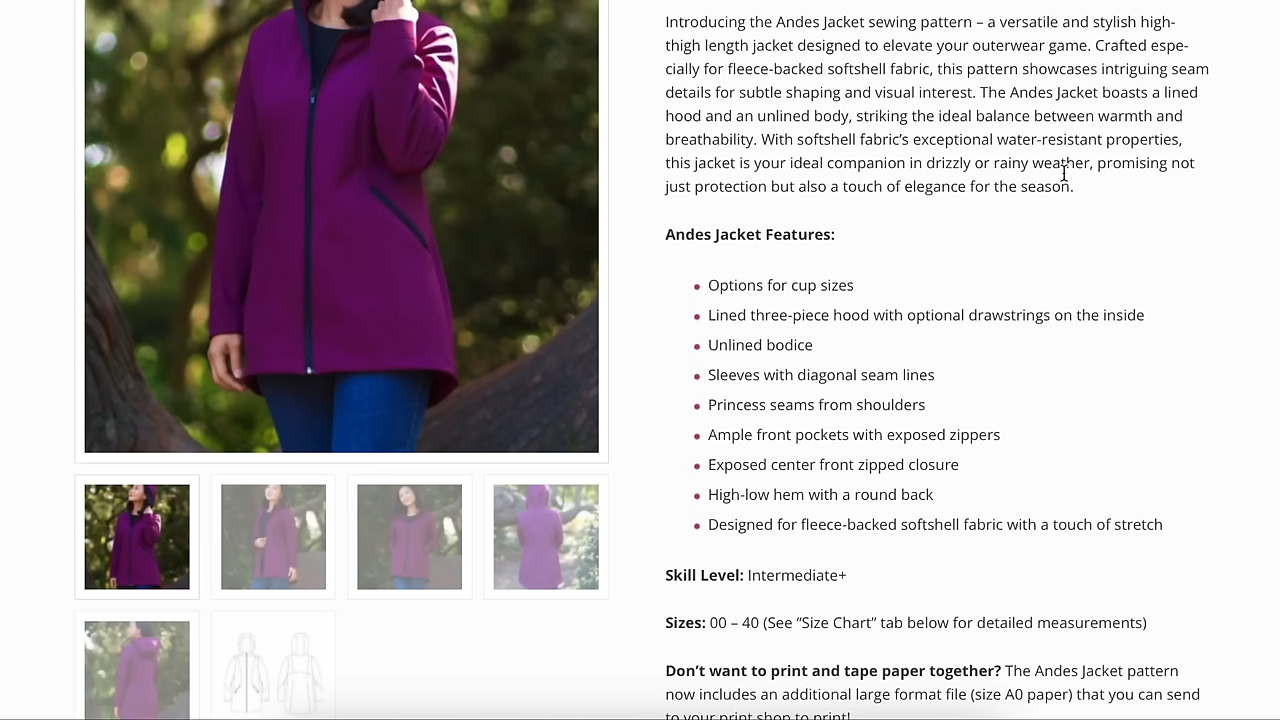 Introducing the Andes Jacket sewing pattern – a versatile and stylish high-
thigh length jacket designed to elevate your outerwear game. Crafted espe-
cially for fleece-backed softshell fabric, this pattern showcases intriguing seam
details for subtle shaping and visual interest. The Andes Jacket boasts a lined
hood and an unlined body, striking the ideal balance between warmth and
breathability. With softshell fabric’s exceptional water-resistant properties,
this jacket is your ideal companion in drizzly or rainy weather, promising not
just protection but also a touch of elegance for the season.
Andes Jacket Features:
Options for cup sizes
Lined three-piece hood with optional drawstrings on the inside
Unlined bodice
Sleeves with diagonal seam lines
Princess seams from shoulders
Ample front pockets with exposed zippers
Exposed center front zipped closure
High-low hem with a round back
Designed for fleece-backed softshell fabric with a touch of stretch
Skill Level: Intermediate+
Sizes: 00 – 40 (See ”Size Chart” tab below for detailed measurements)
Don’t want to print and tape paper together? The Andes Jacket pattern
now includes an additional large format file (size A0 paper) that you can send
to your print shop to print!